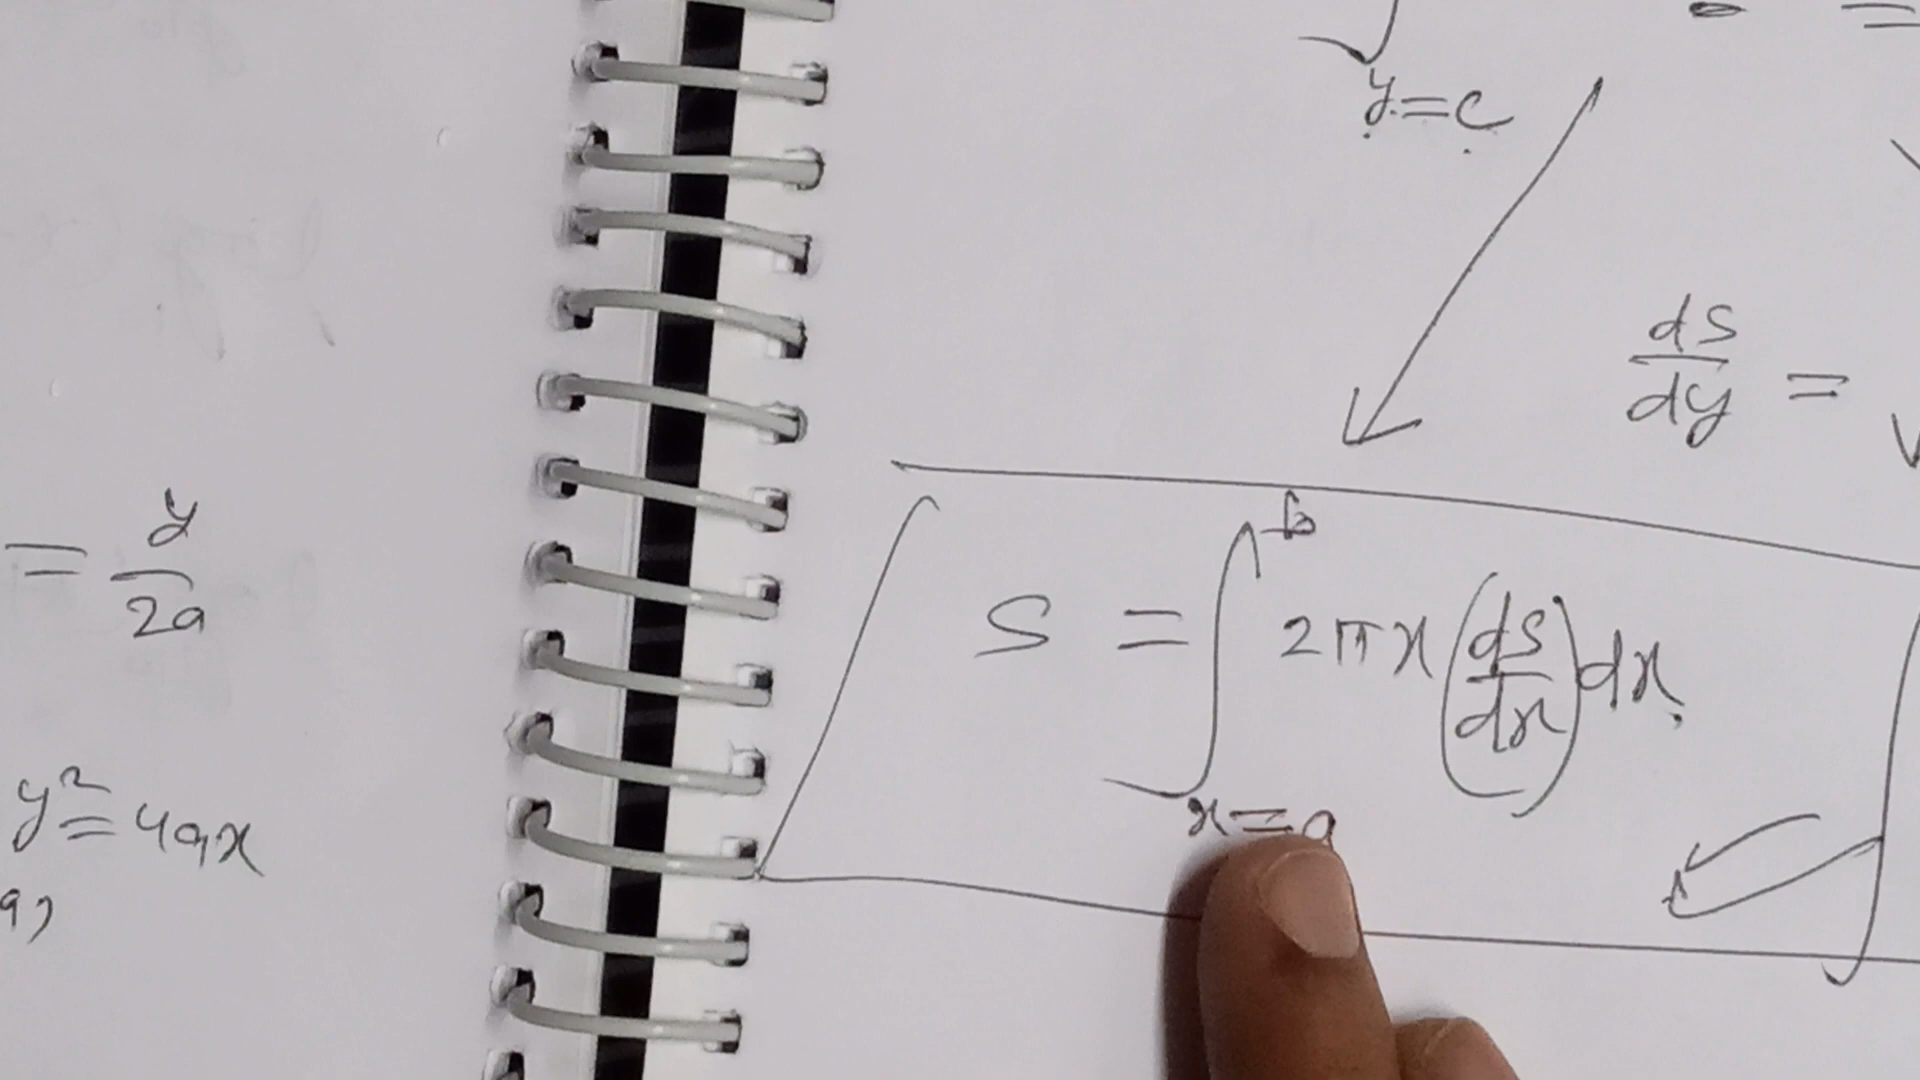 = y/2a
y² = 4ax
a)
∫ y=c =
ds/dy =
S = ∫_{x=a}^{b} 2πx (ds/dx) dx